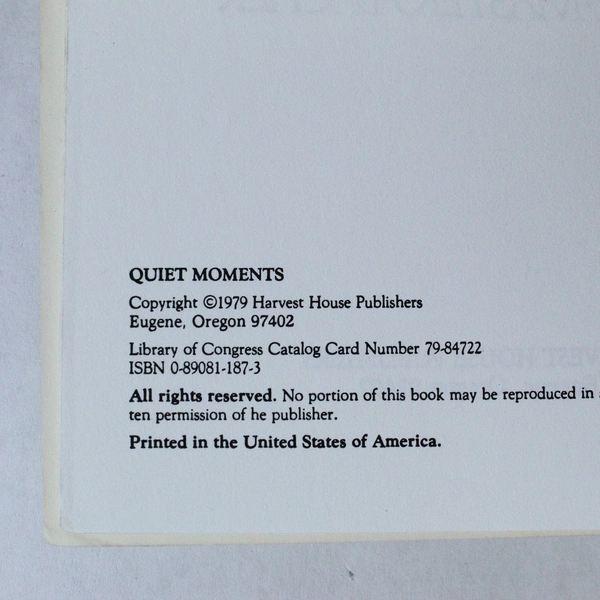 QUIET MOMENTS
Copyright ©1979 Harvest House Publishers
Eugene, Oregon 97402
Library of Congress Catalog Card Number 79-84722
ISBN 0-89081-187-3
All rights reserved. No portion of this book may be reproduced in
ten permission of he publisher.
Printed in the United States of America.